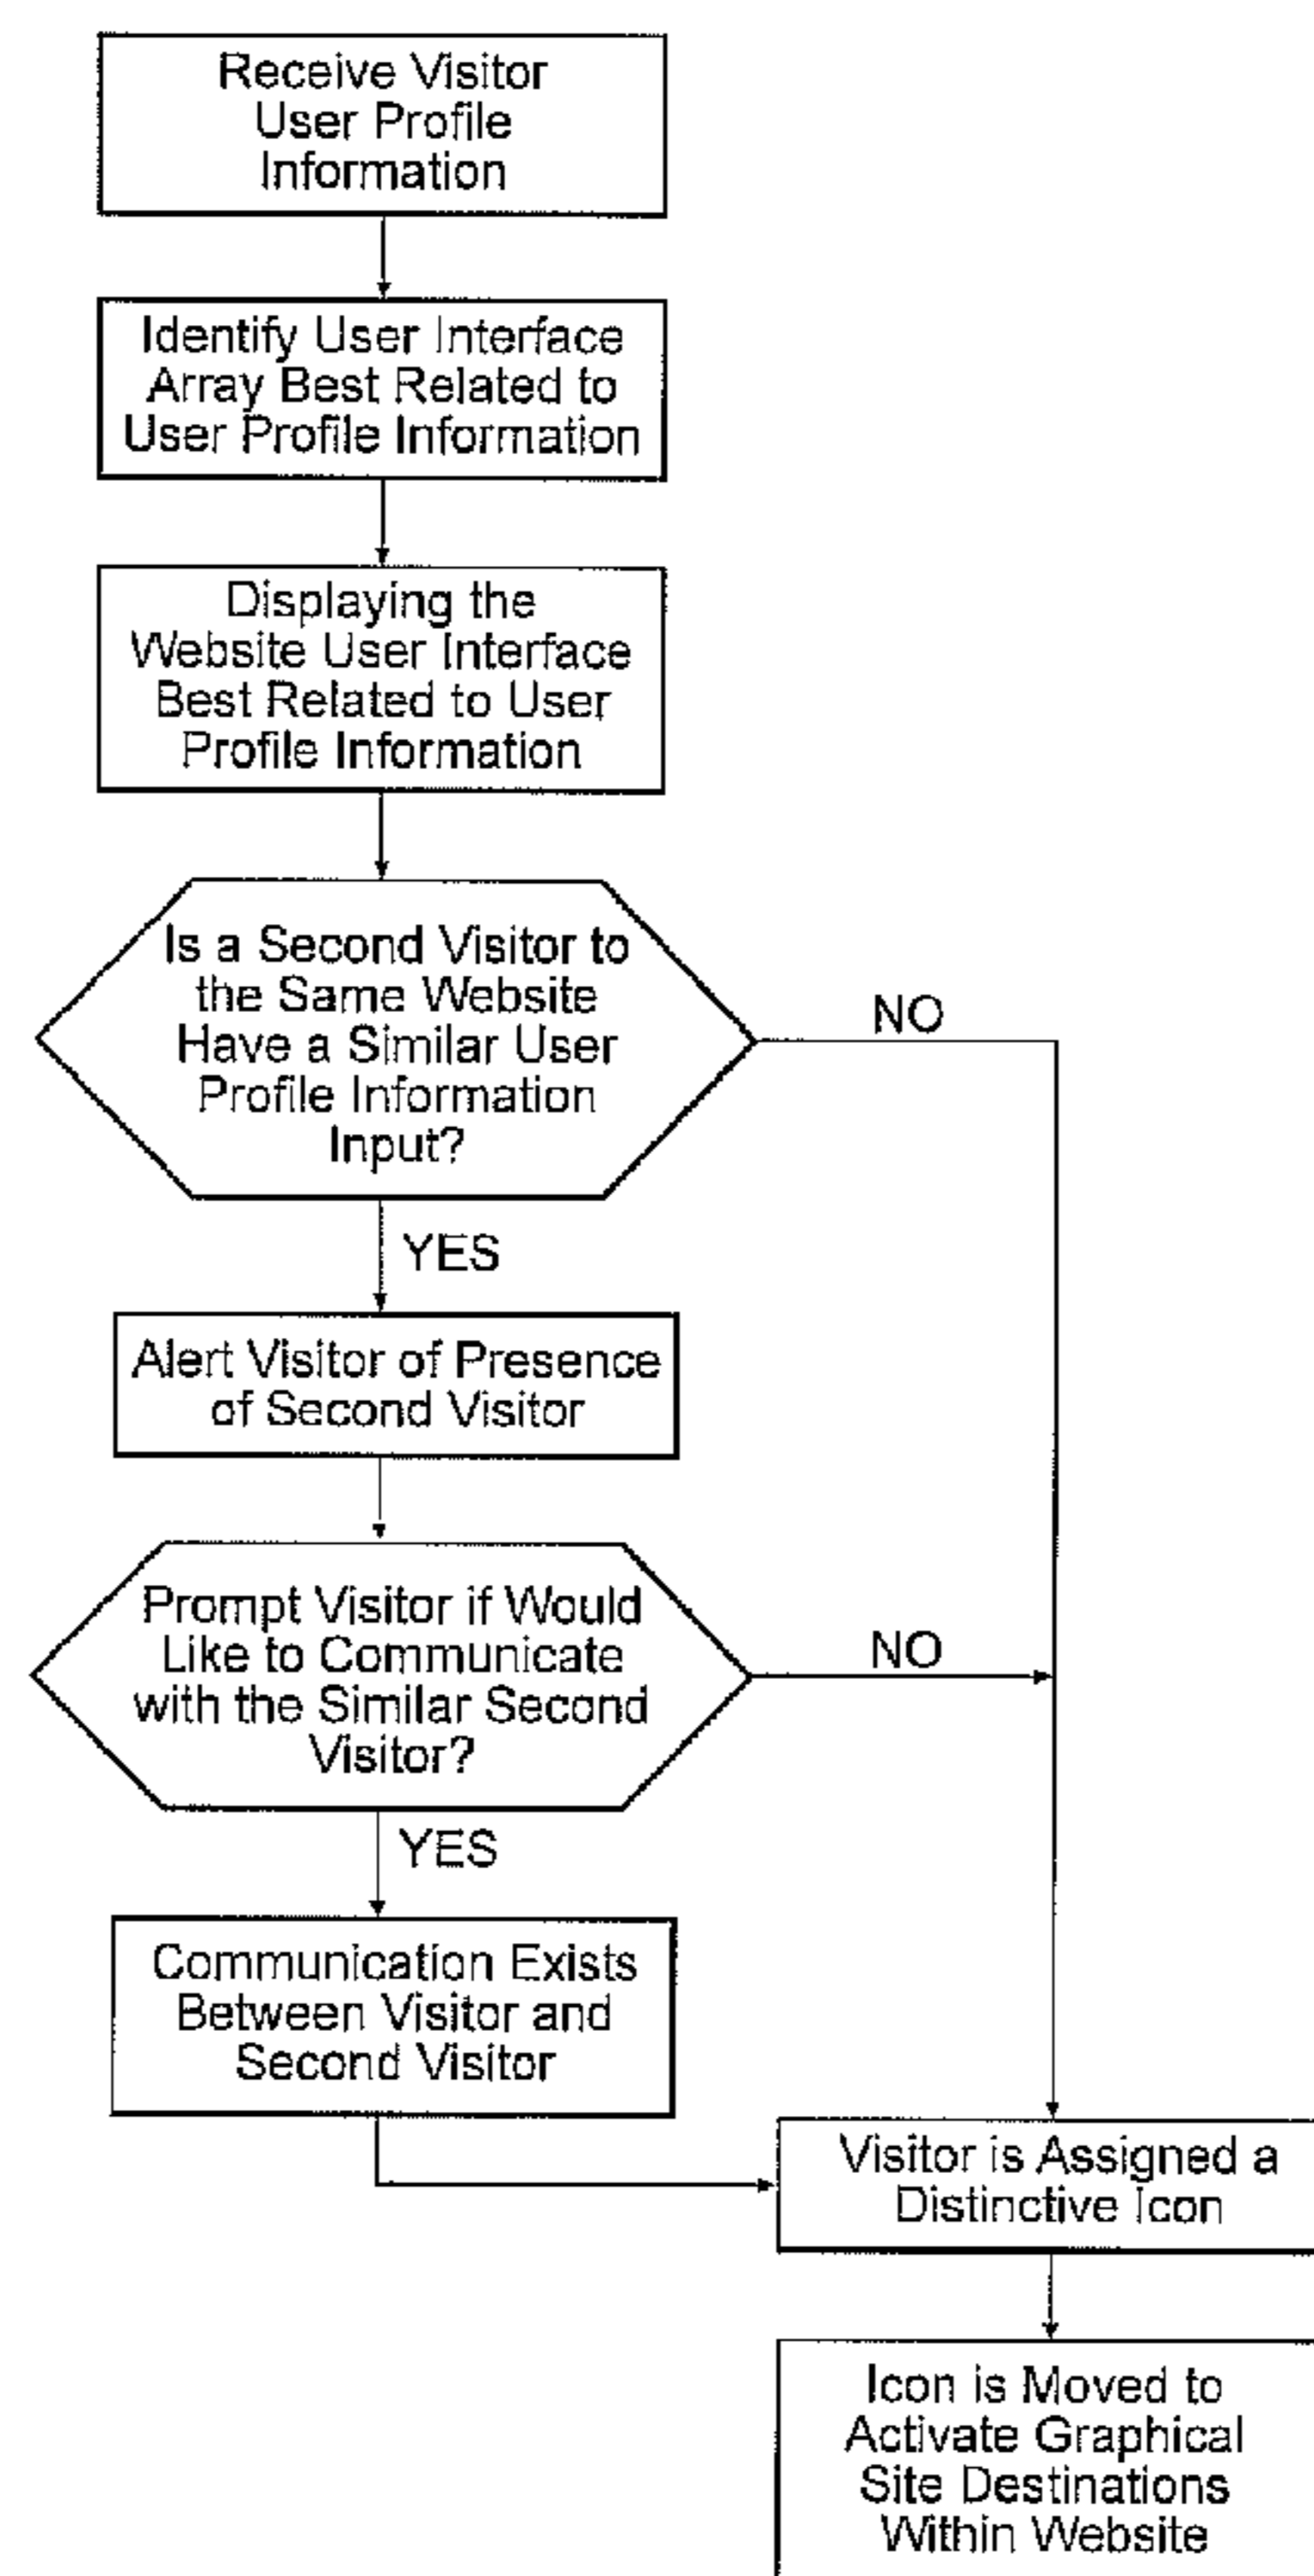 Receive Visitor
User Profile
Information
Identify User Interface
Array Best Related to
User Profile Information
Displaying the
Website User Interface
Best Related to User
Profile Information
Is a Second Visitor to
the Same Website
Have a Similar User
Profile Information
Input?
NO
YES
Alert Visitor of Presence
of Second Visitor
Prompt Visitor if Would
Like to Communicate
with the Similar Second
Visitor?
NO
YES
Communication Exists
Between Visitor and
Second Visitor
Visitor is Assigned a
Distinctive Icon
Icon is Moved to
Activate Graphical
Site Destinations
Within Website